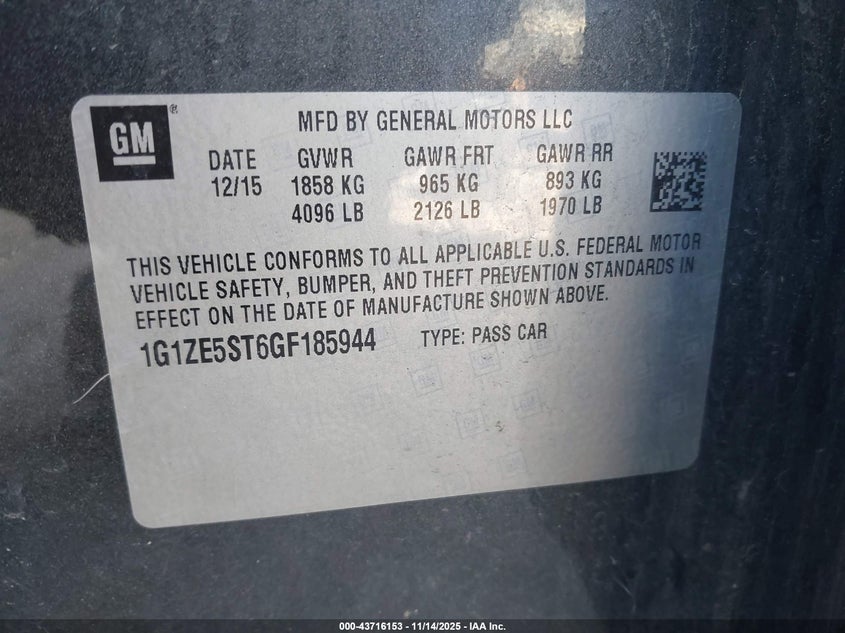 GM®
MFD BY GENERAL MOTORS LLC
DATE GVWR GAWR FRT GAWR RR
12/15 1858 KG 965 KG 893 KG
4096 LB 2126 LB 1970 LB
THIS VEHICLE CONFORMS TO ALL APPLICABLE U.S. FEDERAL MOTOR
VEHICLE SAFETY, BUMPER, AND THEFT PREVENTION STANDARDS IN
EFFECT ON THE DATE OF MANUFACTURE SHOWN ABOVE.
1G1ZE5ST6GF185944 TYPE: PASS CAR
000-43716153 — 11/14/2025 — IAA Inc.